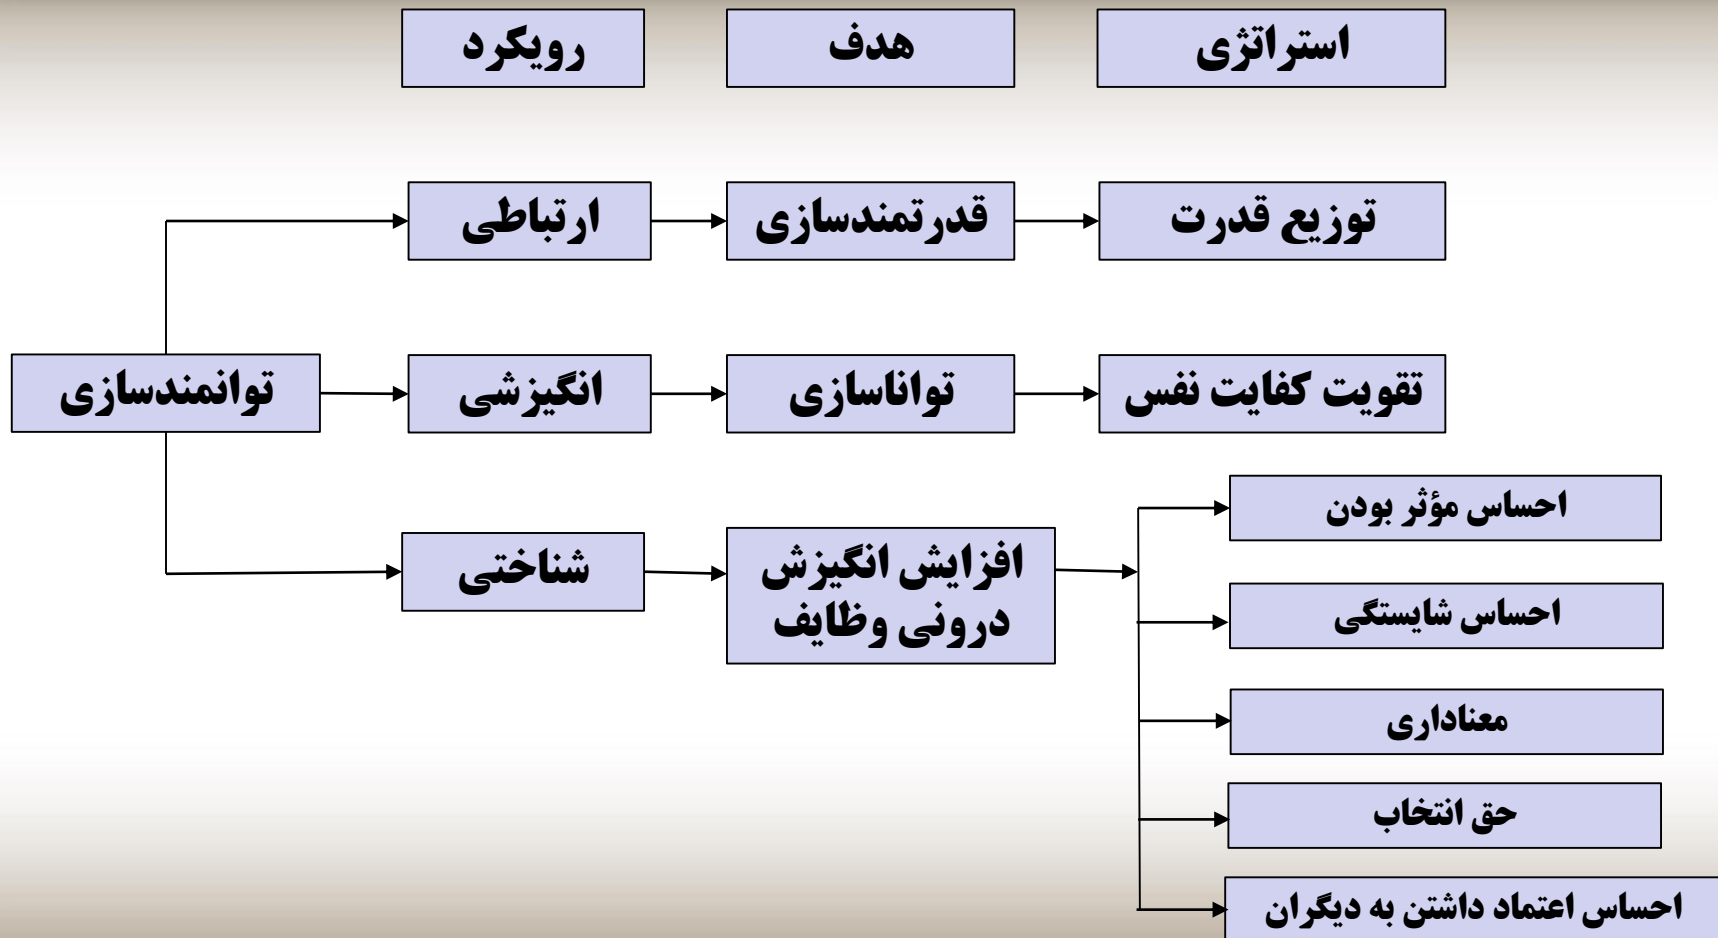 رویکرد
هدف
استراتژی
ارتباطی
قدرتمندسازی
توزیع قدرت
توانمندسازی
انگیزشی
تواناسازی
تقویت کفایت نفس
شناختی
افزایش انگیزش
درونی وظایف
احساس مؤثر بودن
احساس شایستگی
معناداری
حق انتخاب
احساس اعتماد داشتن به دیگران